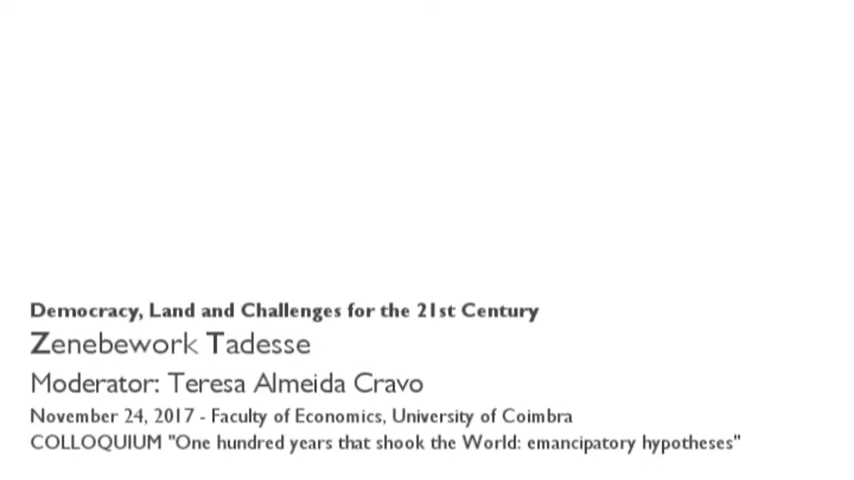 Democracy, Land and Challenges for the 21st Century
Zenebework Tadesse
Moderator: Teresa Almeida Cravo
November 24, 2017 - Faculty of Economics, University of Coimbra
COLLOQUIUM "One hundred years that shook the World: emancipatory hypotheses"